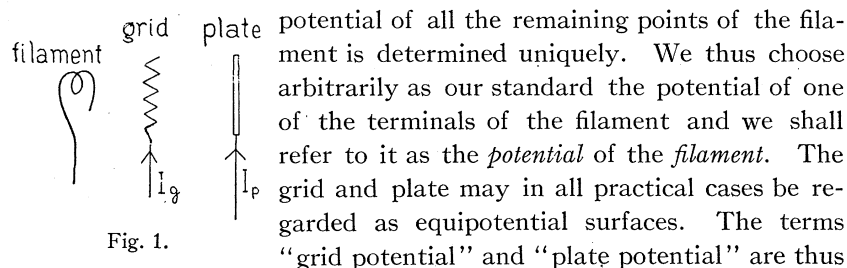 filament
grid
plate
I_g
I_p
Fig. 1.
potential of all the remaining points of the fila-
ment is determined uniquely. We thus choose
arbitrarily as our standard the potential of one
of the terminals of the filament and we shall
refer to it as the potential of the filament. The
grid and plate may in all practical cases be re-
garded as equipotential surfaces. The terms
“grid potential” and “plate potential” are thus